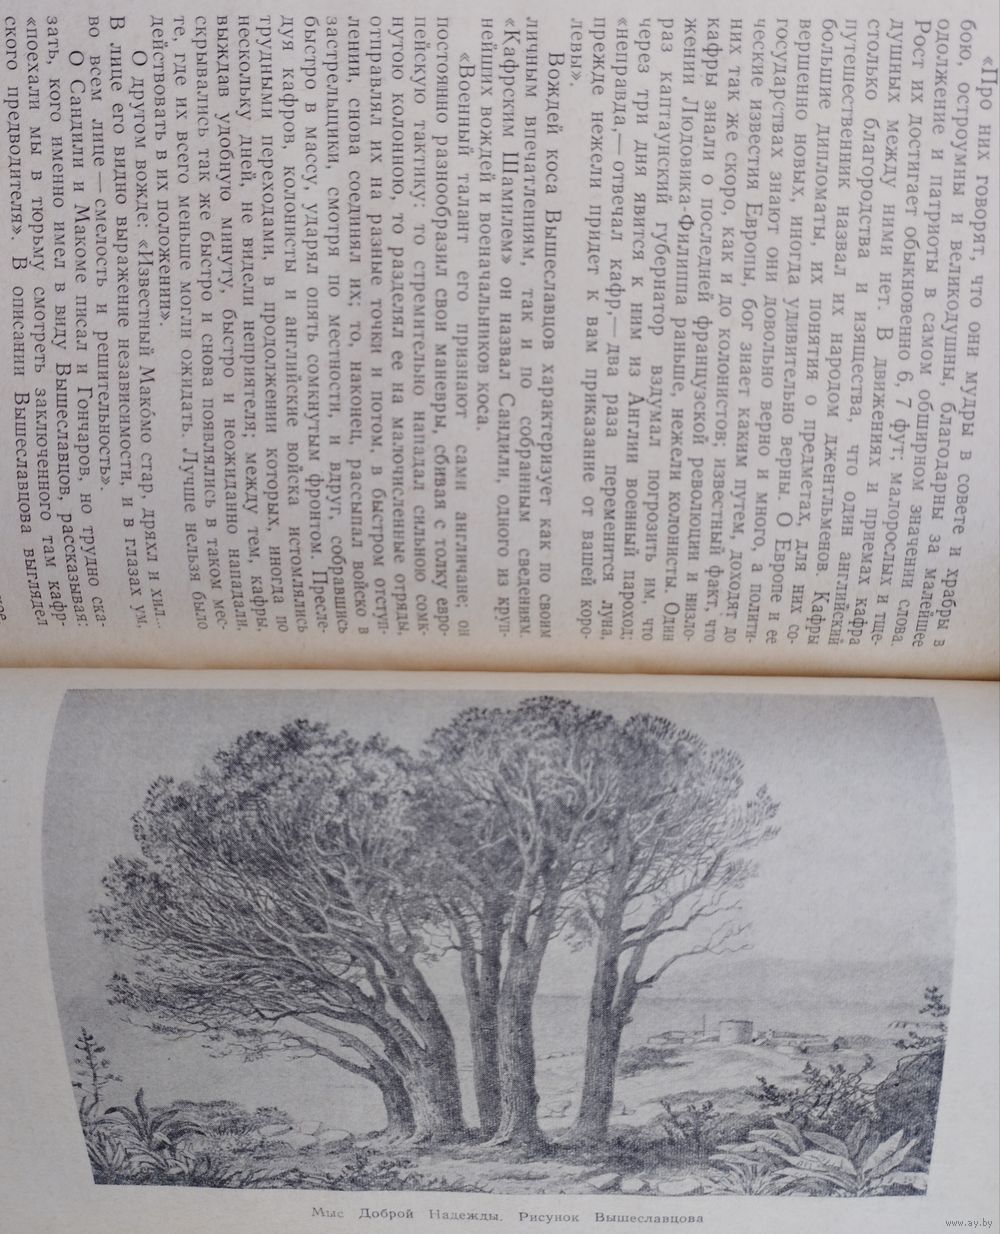 «Про них говорят, что они мудры в совете и храбры в
бою, остроумны и великодушны, благодарны за малейшее
одолжение и патриоты в самом обширном значении слова.
Рост их достигает обыкновенно 6, 7 фут; малорослых и тще-
душных между ними нет. В движениях и приемах кафра
столько благородства и изящества, что один английский
путешественник назвал их народом джентльменов. Кафры
большие дипломаты, их понятия о предметах, для них со-
вершенно новых, иногда удивительно верны. О Европе и ее
государствах знают они довольно верно и много, а полити-
ческие известия Европы, бог знает каким путем, доходят до
них так же скоро, как и до колонистов; известный факт, что
кафры знали о последней французской революции и низло-
жении Людовика-Филиппа раньше, нежели колонисты. Один
раз каптаунский губернатор вздумал погрозить им, что
через три дня явится к ним из Англии военный пароход;
«неправда,— отвечал кафр,— два раза переменится луна,
прежде нежели придет к вам приказание от вашей коро-
левы».
Вождей коса Вышеславцов характеризует как по своим
личным впечатлениям, так и по собранным сведениям.
«Кафрским Шамилем» он назвал Сандили, одного из круп-
нейших вождей и военачальников коса.
«Военный талант его признают сами англичане; он
постоянно разнообразил свои маневры, сбивая с толку евро-
пейскую тактику: то стремительно нападал сильною сомк-
нутою колонною, то разделял ее на малочисленные отряды,
отправлял их на разные точки и потом, в быстром отступ-
лении, снова соединял их; то, наконец, рассыпал войско в
застрельщики, смотря по местности, и вдруг, собравшись
быстро в массу, ударял опять сомкнутым фронтом. Пресле-
дуя кафров, колонисты и английские войска истомлялись
трудными переходами, в продолжении которых, иногда по
нескольку дней, не видели неприятеля; между тем, кафры,
выждав удобную минуту, быстро и неожиданно нападали,
скрывались так же быстро и снова появлялись в таком мес-
те, где их всего меньше могли ожидать. Лучше нельзя было
действовать в их положении».
О другом вожде: «Известный Мако́мо стар, дряхл и хил...
В лице его видно выражение независимости, и в глазах ум,
во всем лице — смелость и решительность».
О Сандили и Макоме писал и Гончаров, но трудно ска-
зать, кого именно имел в виду Вышеславцов, рассказывая:
«поехали мы в тюрьму смотреть заключенного там кафр-
ского предводителя». В описании Вышеславцова выглядел
Мыс Доброй Надежды. Рисунок Вышеславцова
www.ay.by